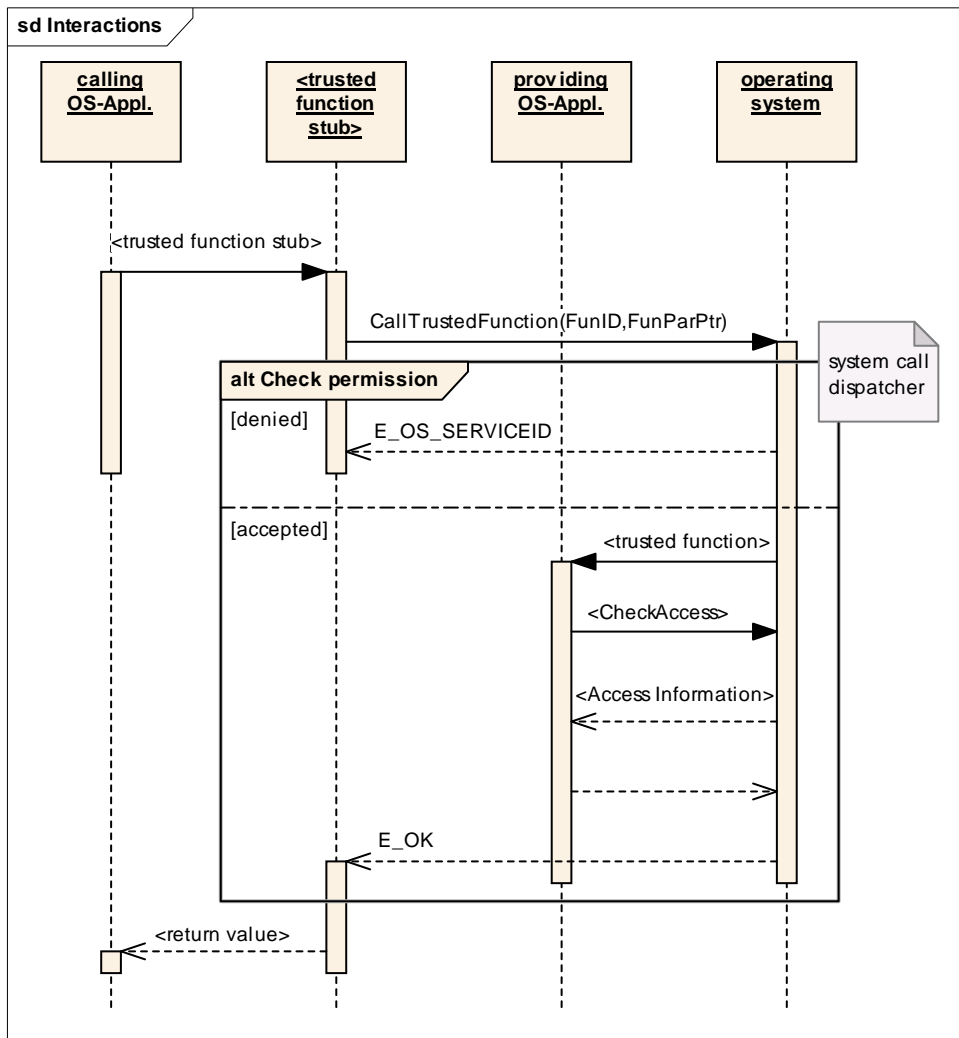 sd Interactions
calling
OS-Appl.
<trusted
function
stub>
providing
OS-Appl.
operating
system
<trusted function stub>
CallTrustedFunction(FunID,FunParPtr)
system call
dispatcher
alt Check permission
[denied]
E_OS_SERVICEID
[accepted]
<trusted function>
<CheckAccess>
<Access Information>
E_OK
<return value>